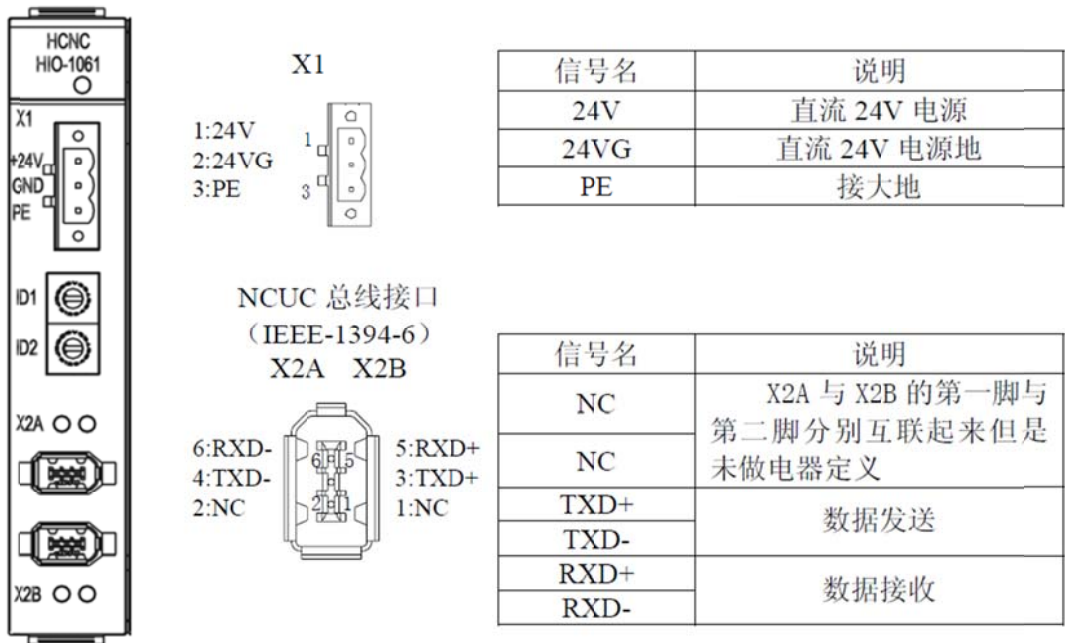 HCNC
HIO-1061
X1
+24V
GND
PE
ID1
ID2
X2A
X2B
X1
1:24V
2:24VG
3:PE
1
3
信号名 说明
24V 直流 24V 电源
24VG 直流 24V 电源地
PE 接大地
NCUC 总线接口
（IEEE-1394-6）
X2A X2B
6:RXD-
4:TXD-
2:NC
6 5
2 1
5:RXD+
3:TXD+
1:NC
信号名 说明
NC
NC
X2A 与 X2B 的第一脚与
第二脚分别互联起来但是
未做电器定义
TXD+
TXD-
数据发送
RXD+
RXD-
数据接收